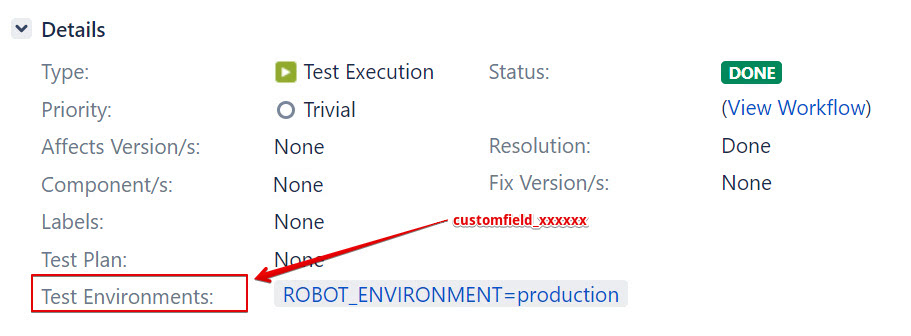 Details
Type: Test Execution Status: DONE
Priority: Trivial (View Workflow)
Affects Version/s: None Resolution: Done
Component/s: None Fix Version/s: None
Labels: None customfield_xxxxxx
Test Plan: None
Test Environments: ROBOT_ENVIRONMENT=production